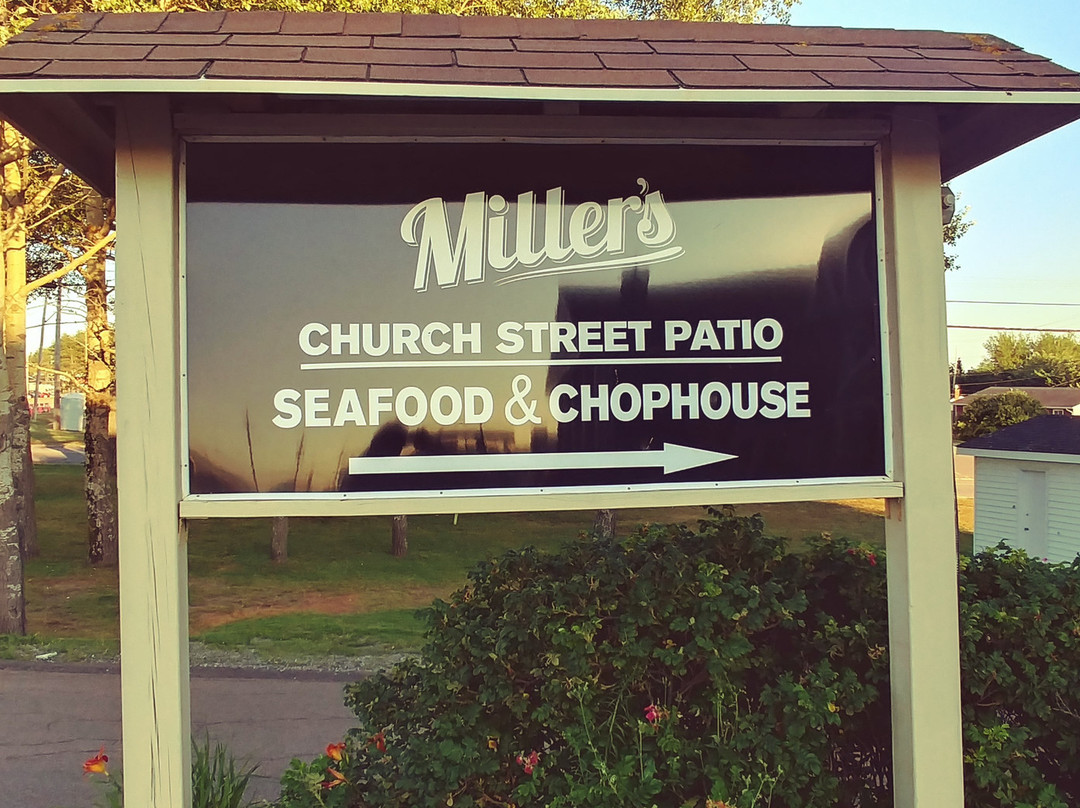 Miller's
CHURCH STREET PATIO
SEAFOOD & CHOPHOUSE